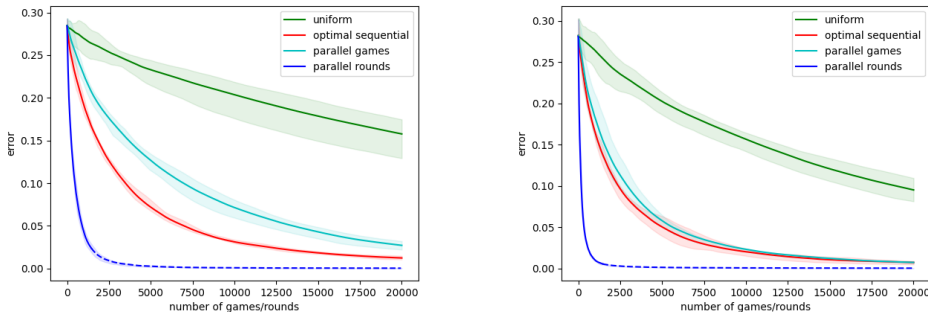 0.30
0.25
0.20
0.15
0.10
0.05
0.00
error
0 2500 5000 7500 10000 12500 15000 17500 20000
number of games/rounds
uniform
optimal sequential
parallel games
parallel rounds
0.30
0.25
0.20
0.15
0.10
0.05
0.00
error
0 2500 5000 7500 10000 12500 15000 17500 20000
number of games/rounds
uniform
optimal sequential
parallel games
parallel rounds